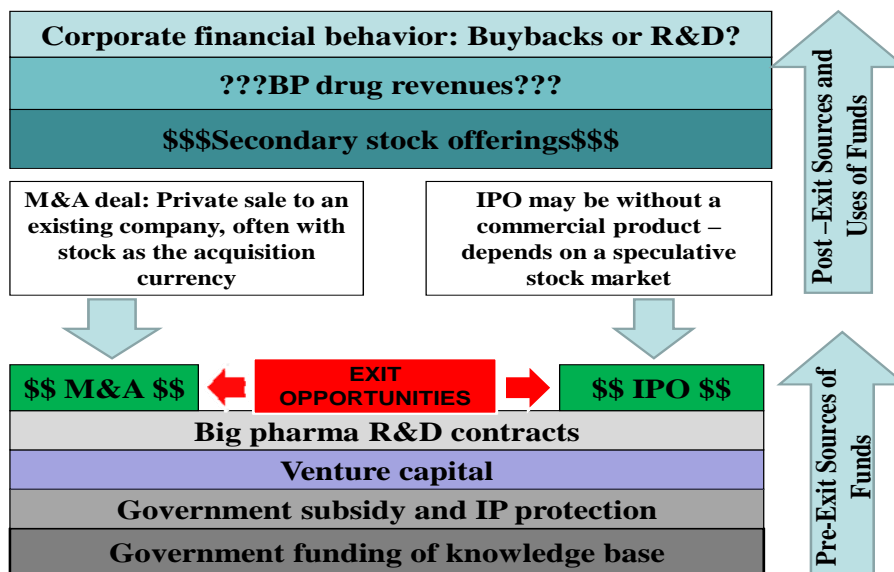 Corporate financial behavior: Buybacks or R&D?
???BP drug revenues???
$$$Secondary stock offerings$$$
M&A deal: Private sale to an
existing company, often with
stock as the acquisition
currency
IPO may be without a
commercial product –
depends on a speculative
stock market
Post –Exit Sources and
Uses of Funds
$$ M&A $$
EXIT
OPPORTUNITIES
$$ IPO $$
Big pharma R&D contracts
Venture capital
Government subsidy and IP protection
Government funding of knowledge base
Pre-Exit Sources of
Funds